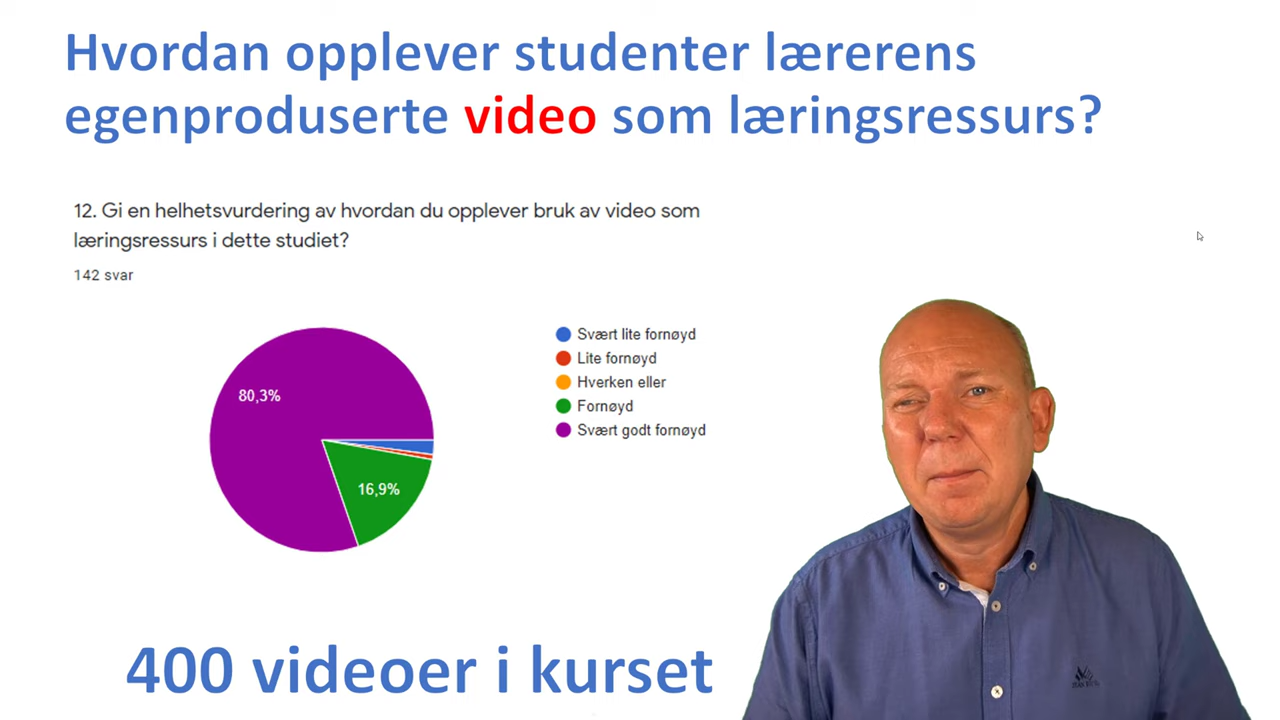 Hvordan opplever studenter lærerens
egenproduserte video som læringsressurs?
12. Gi en helhetsvurdering av hvordan du opplever bruk av video som
læringsressurs i dette studiet?
142 svar
80,3%
16,9%
Svært lite fornøyd
Lite fornøyd
Hverken eller
Fornøyd
Svært godt fornøyd
400 videoer i kurset